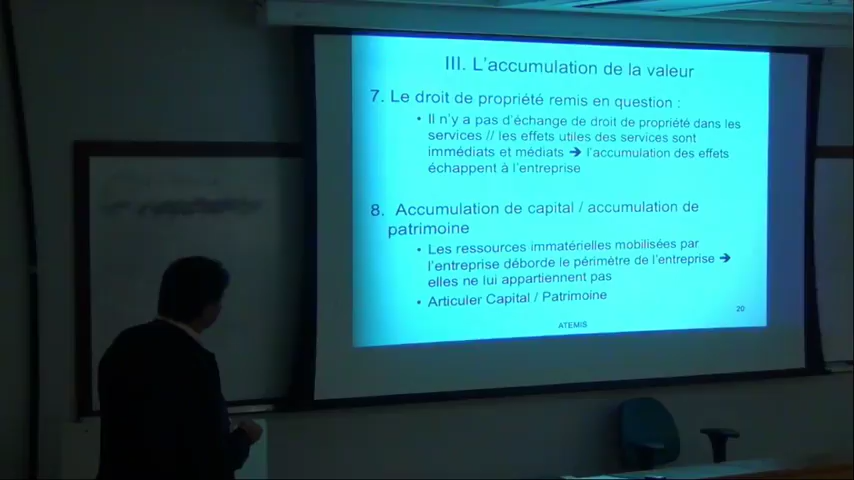 III. L'accumulation de la valeur
7. Le droit de propriété remis en question :
• Il n'y a pas d'échange de droit de propriété dans les
services // les effets utiles des services sont
immédiats et médiats ➔ l'accumulation des effets
échappent à l'entreprise
8. Accumulation de capital / accumulation de
patrimoine
• Les ressources immatérielles mobilisées par
l'entreprise déborde le périmètre de l'entreprise ➔
elles ne lui appartiennent pas
• Articuler Capital / Patrimoine
20
ATEMIS